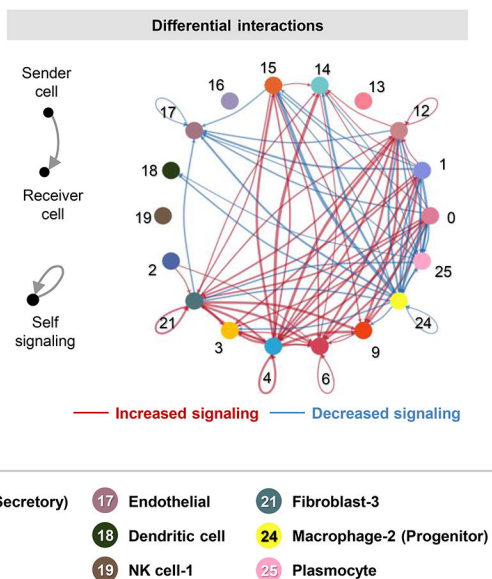 Differential interactions
Sender
cell
Receiver
cell
Self
signaling
15
14
16
13
17
12
18
1
19
0
2
25
21
24
3
9
4
6
Increased signaling
Decreased signaling
Secretory)
17 Endothelial
21 Fibroblast-3
18 Dendritic cell
24 Macrophage-2 (Progenitor)
19 NK cell-1
25 Plasmocyte